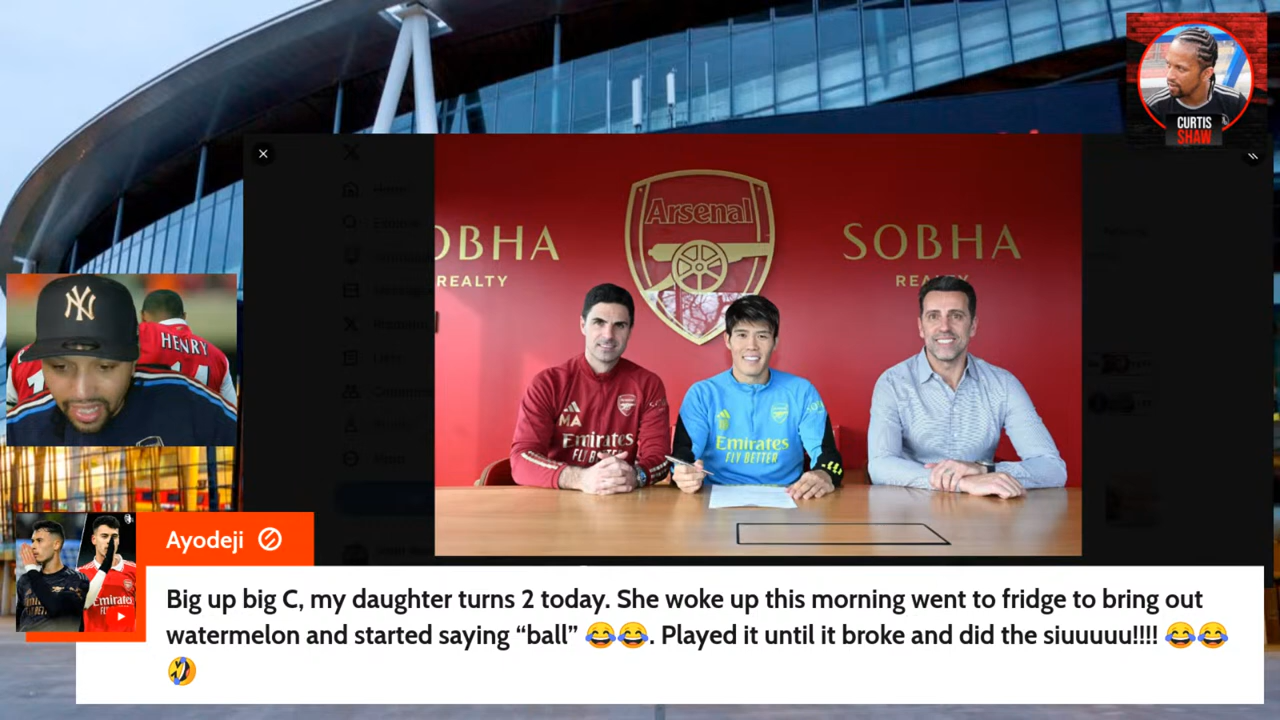 CURTIS
SHAW
OBHA
REALTY
Arsenal
SOBHA
REALTY
NY
HENRY
14
MA
Emirates
FLY BETTER
Emirates
FLY BETTER
Emirates
Ayodeji
Big up big C, my daughter turns 2 today. She woke up this morning went to fridge to bring out
watermelon and started saying “ball” 😂😂. Played it until it broke and did the siuuuuu!!!! 😂😂
🤣